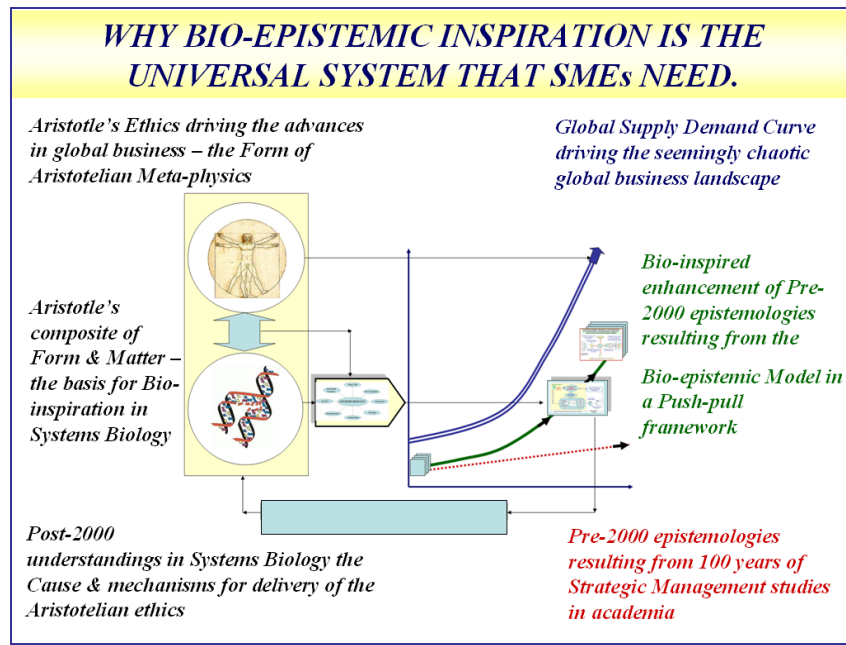 WHY BIO-EPISTEMIC INSPIRATION IS THE
UNIVERSAL SYSTEM THAT SMEs NEED.
Aristotle's Ethics driving the advances
in global business – the Form of
Aristotelian Meta-physics
Global Supply Demand Curve
driving the seemingly chaotic
global business landscape
Aristotle's
composite of
Form & Matter –
the basis for Bio-
inspiration in
Systems Biology
Bio-inspired
enhancement of Pre-
2000 epistemologies
resulting from the
Bio-epistemic Model in
a Push-pull
framework
Post-2000
understandings in Systems Biology the
Cause & mechanisms for delivery of the
Aristotelian ethics
Pre-2000 epistemologies
resulting from 100 years of
Strategic Management studies
in academia